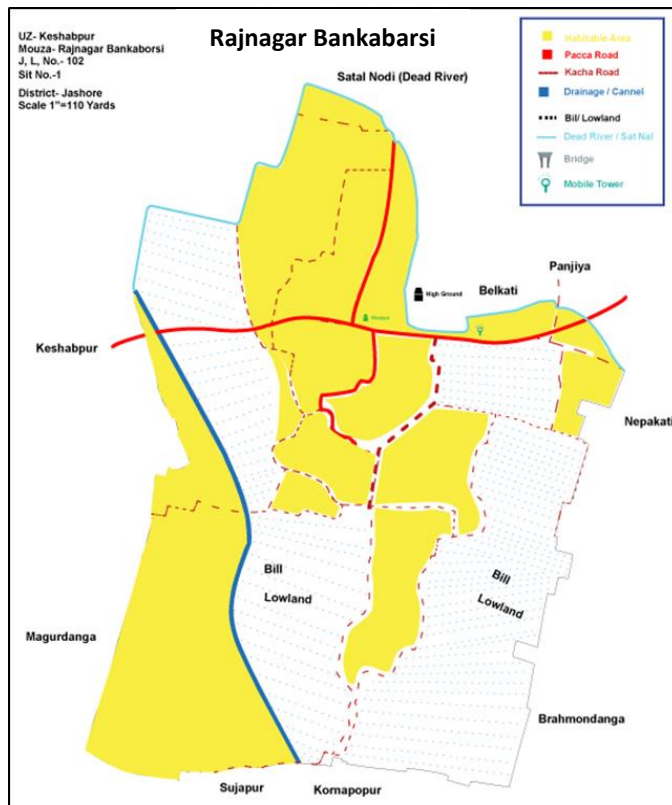 UZ- Keshabpur
Mouza- Rajnagar Bankaborsi
J, L, No.- 102
Sit No.-1
District- Jashore
Scale 1"=110 Yards
Rajnagar Bankabarsi
Satal Nodi (Dead River)
Habitable Area
Pacca Road
Kacha Road
Drainage / Cannel
Bil/ Lowland
Dead River / Sat Nal
Bridge
Mobile Tower
Panjiya
High Ground
Belkati
Keshabpur
Nepakati
Bill
Lowland
Bill
Lowland
Magurdanga
Brahmondanga
Sujapur
Kornapopur